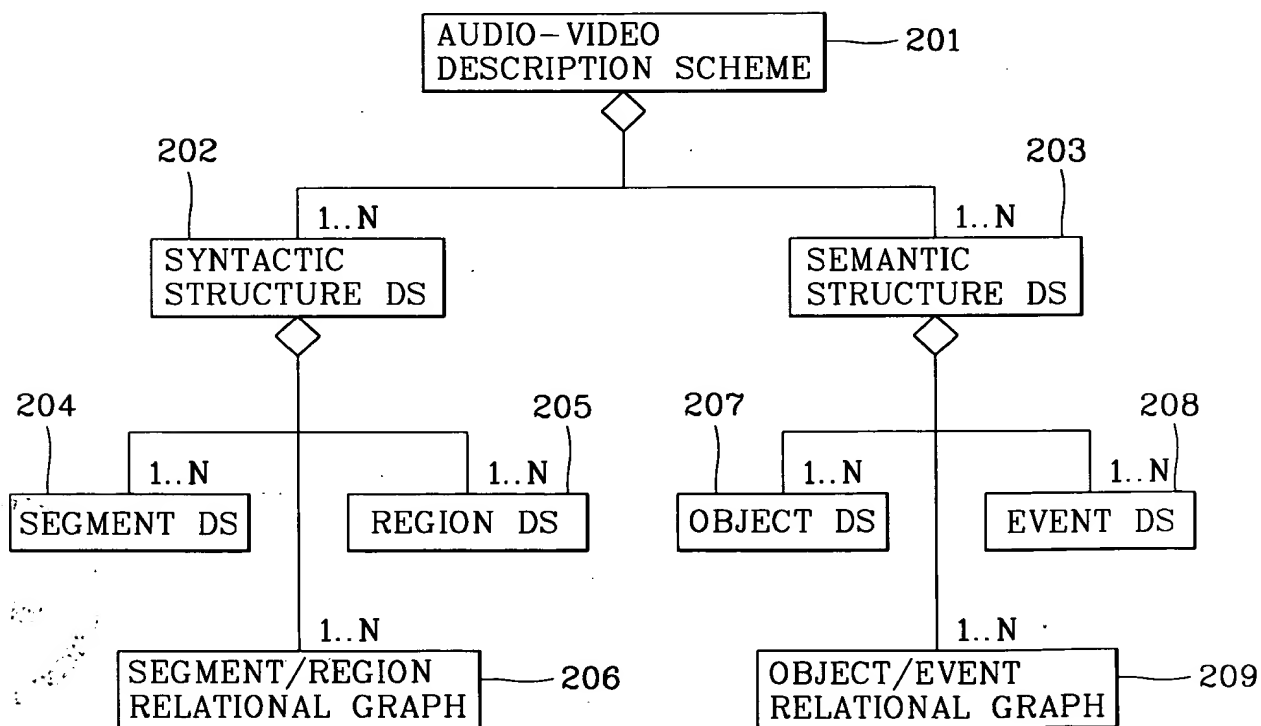 AUDIO-VIDEO
DESCRIPTION SCHEME
201
202
203
1..N
1..N
SYNTACTIC
STRUCTURE DS
SEMANTIC
STRUCTURE DS
204
205
207
208
1..N
1..N
1..N
1..N
SEGMENT DS
REGION DS
OBJECT DS
EVENT DS
1..N
1..N
SEGMENT/REGION
RELATIONAL GRAPH
206
OBJECT/EVENT
RELATIONAL GRAPH
209